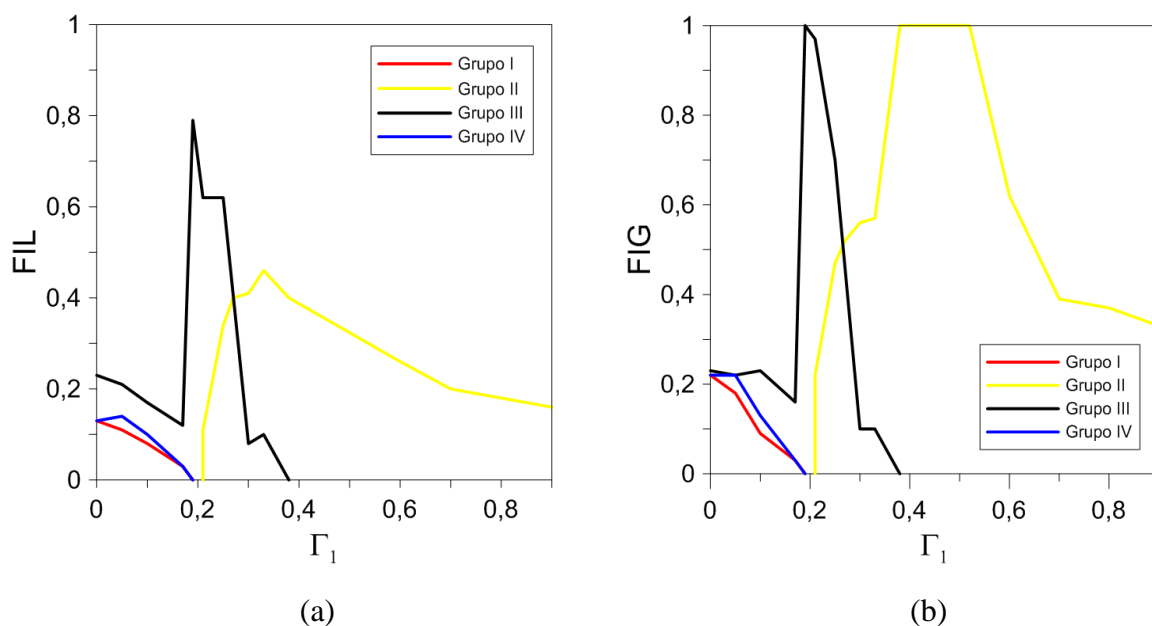 1
0,8
0,6
0,4
0,2
0
FIL
0 0,2 0,4 0,6 0,8
Γ1
Grupo I
Grupo II
Grupo III
Grupo IV
(a)
1
0,8
0,6
0,4
0,2
0
FIG
0 0,2 0,4 0,6 0,8
Γ1
Grupo I
Grupo II
Grupo III
Grupo IV
(b)